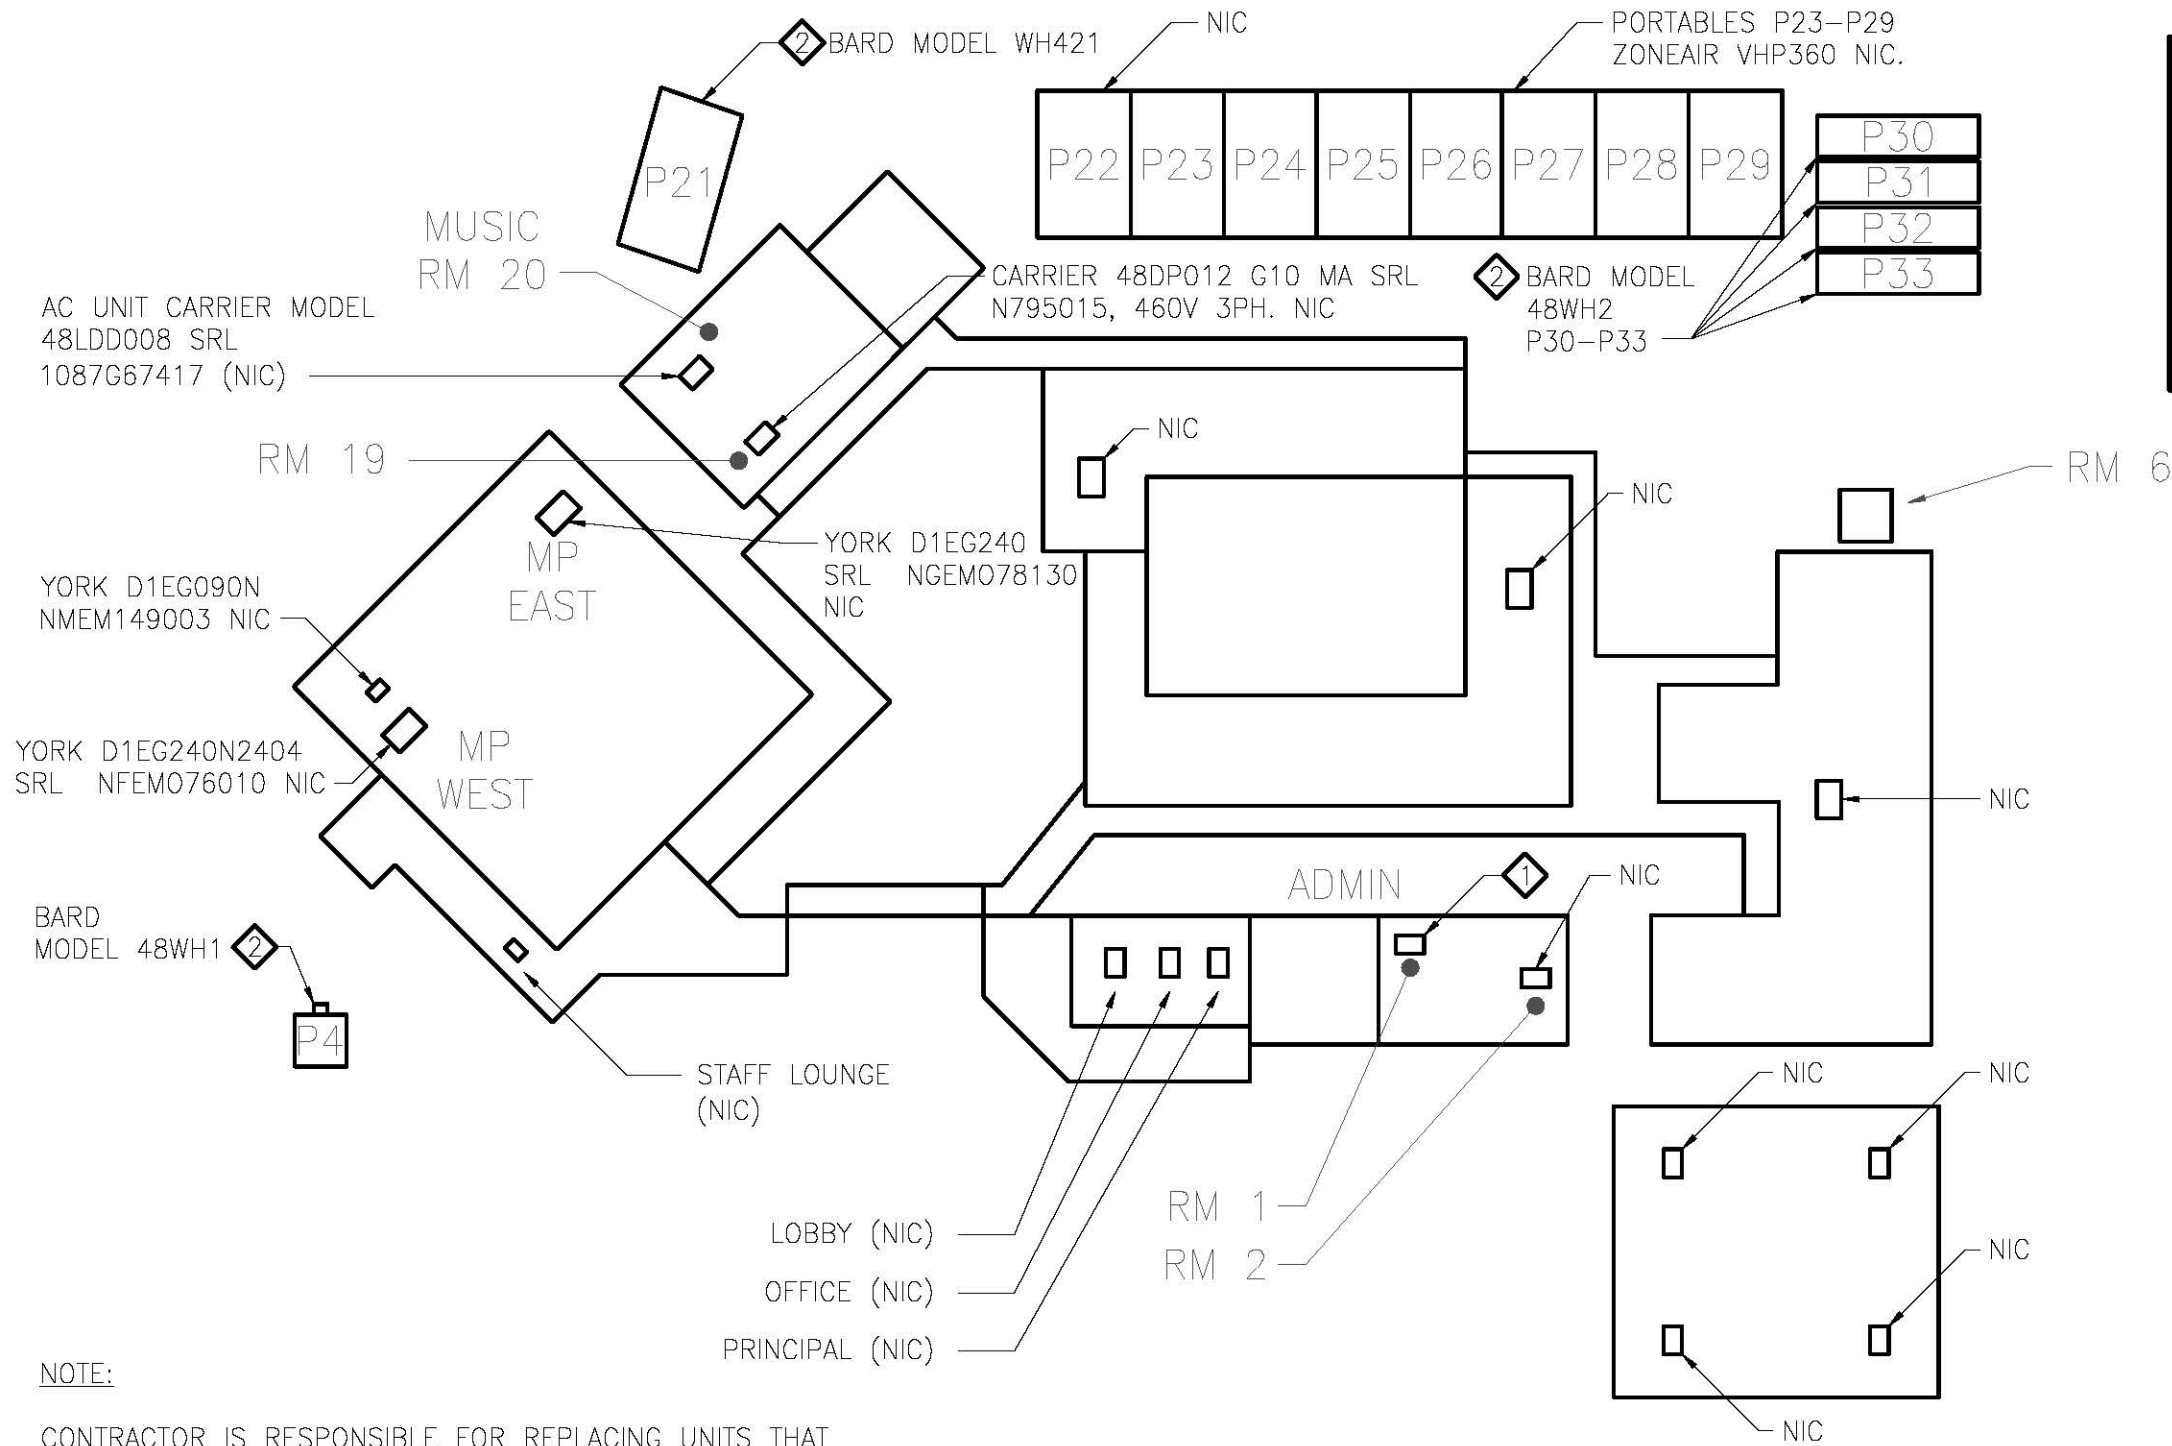 2 BARD MODEL WH421
NIC
PORTABLES P23-P29
ZONEAIR VHP360 NIC.
P21
P22 P23 P24 P25 P26 P27 P28 P29
P30
P31
P32
P33
MUSIC
RM 20
AC UNIT CARRIER MODEL
48LDD008 SRL
1087G67417 (NIC)
CARRIER 48DP012 G10 MA SRL
N795015, 460V 3PH. NIC
2 BARD MODEL
48WH2
P30-P33
RM 19
NIC
NIC
RM 6
MP
EAST
YORK D1EG240
SRL NGEM078130
NIC
YORK D1EG090N
NMEM149003 NIC
YORK D1EG240N2404
SRL NFEM076010 NIC
MP
WEST
NIC
ADMIN
1
NIC
BARD
MODEL 48WH1 2
P4
STAFF LOUNGE
(NIC)
NIC
NIC
RM 1
RM 2
LOBBY (NIC)
OFFICE (NIC)
PRINCIPAL (NIC)
NIC
NIC
NOTE:
CONTRACTOR IS RESPONSIBLE FOR REPLACING UNITS THAT